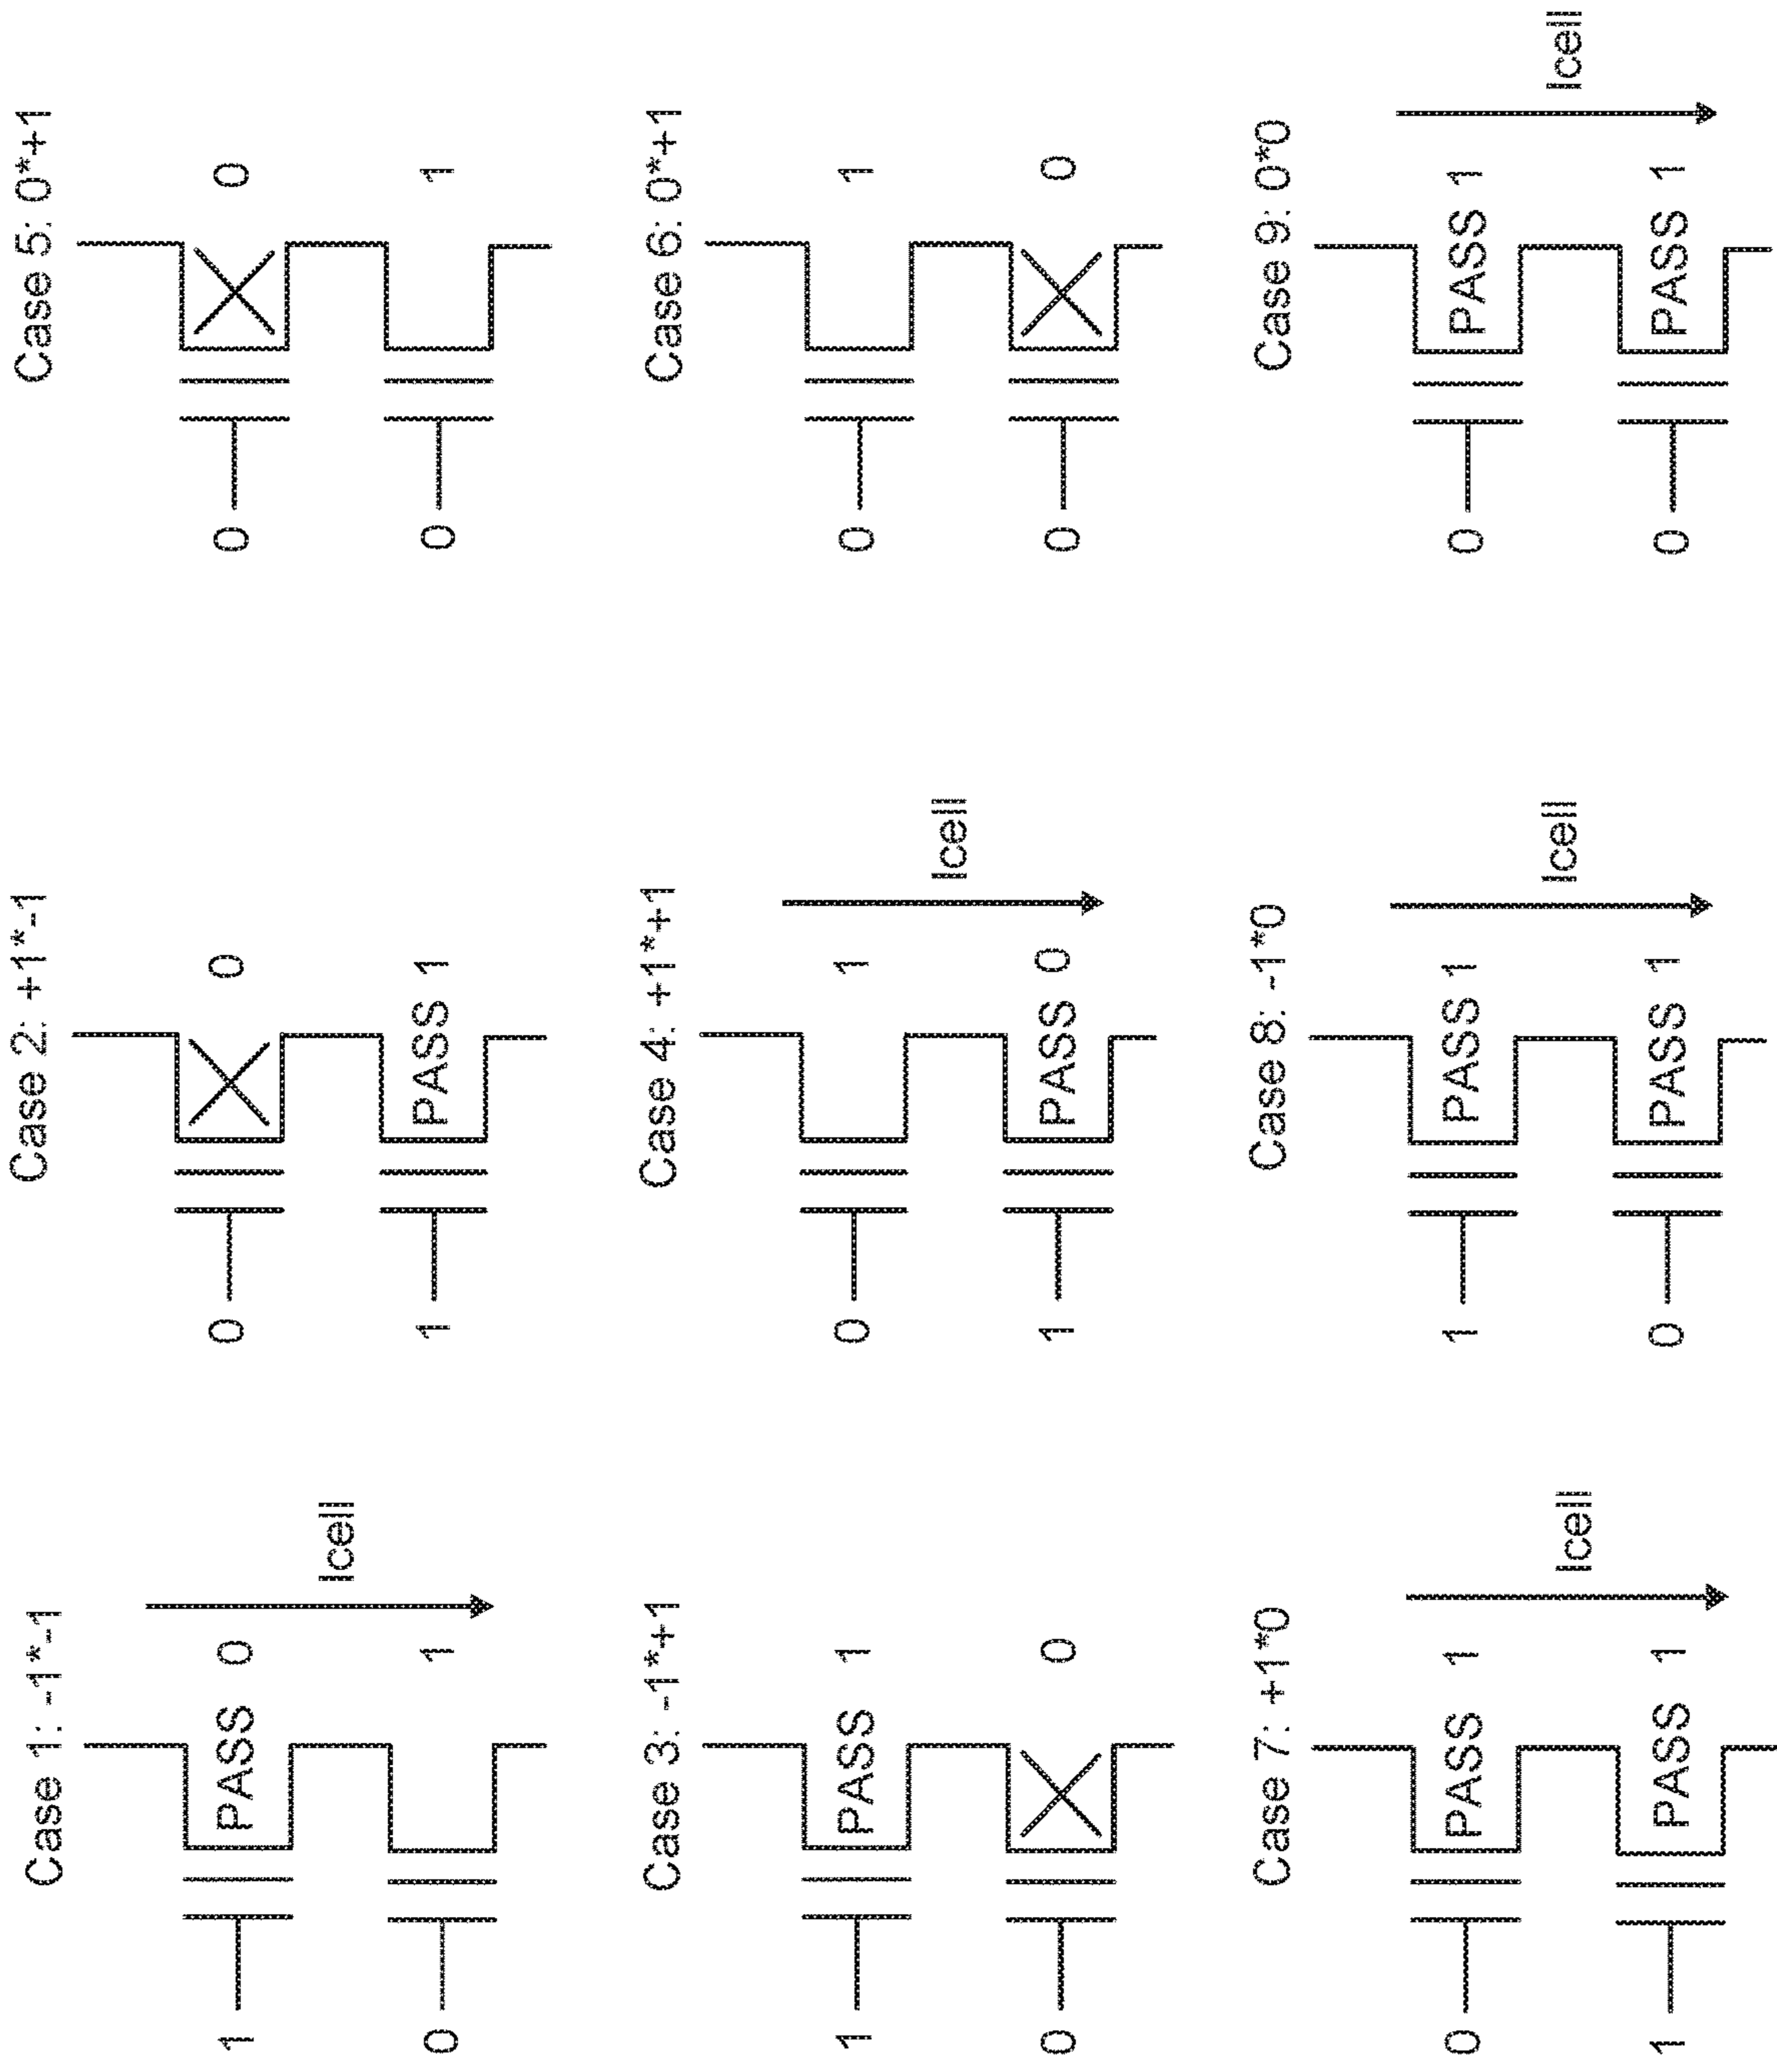 Case 1: -1*-1
1 PASS 0
0 1
Icell
Case 2: +1*-1
0 0
1 PASS 1
Case 5: 0*+1
0 0
0 1
Case 3: -1*+1
1 PASS 1
0 0
Case 4: +1*+1
0 1
1 PASS 0
Icell
Case 6: 0*+1
0 1
0 0
Case 7: +1*0
0 PASS 1
1 PASS 1
Icell
Case 8: -1*0
1 PASS 1
0 PASS 1
Icell
Case 9: 0*0
0 PASS 1
0 PASS 1
Icell